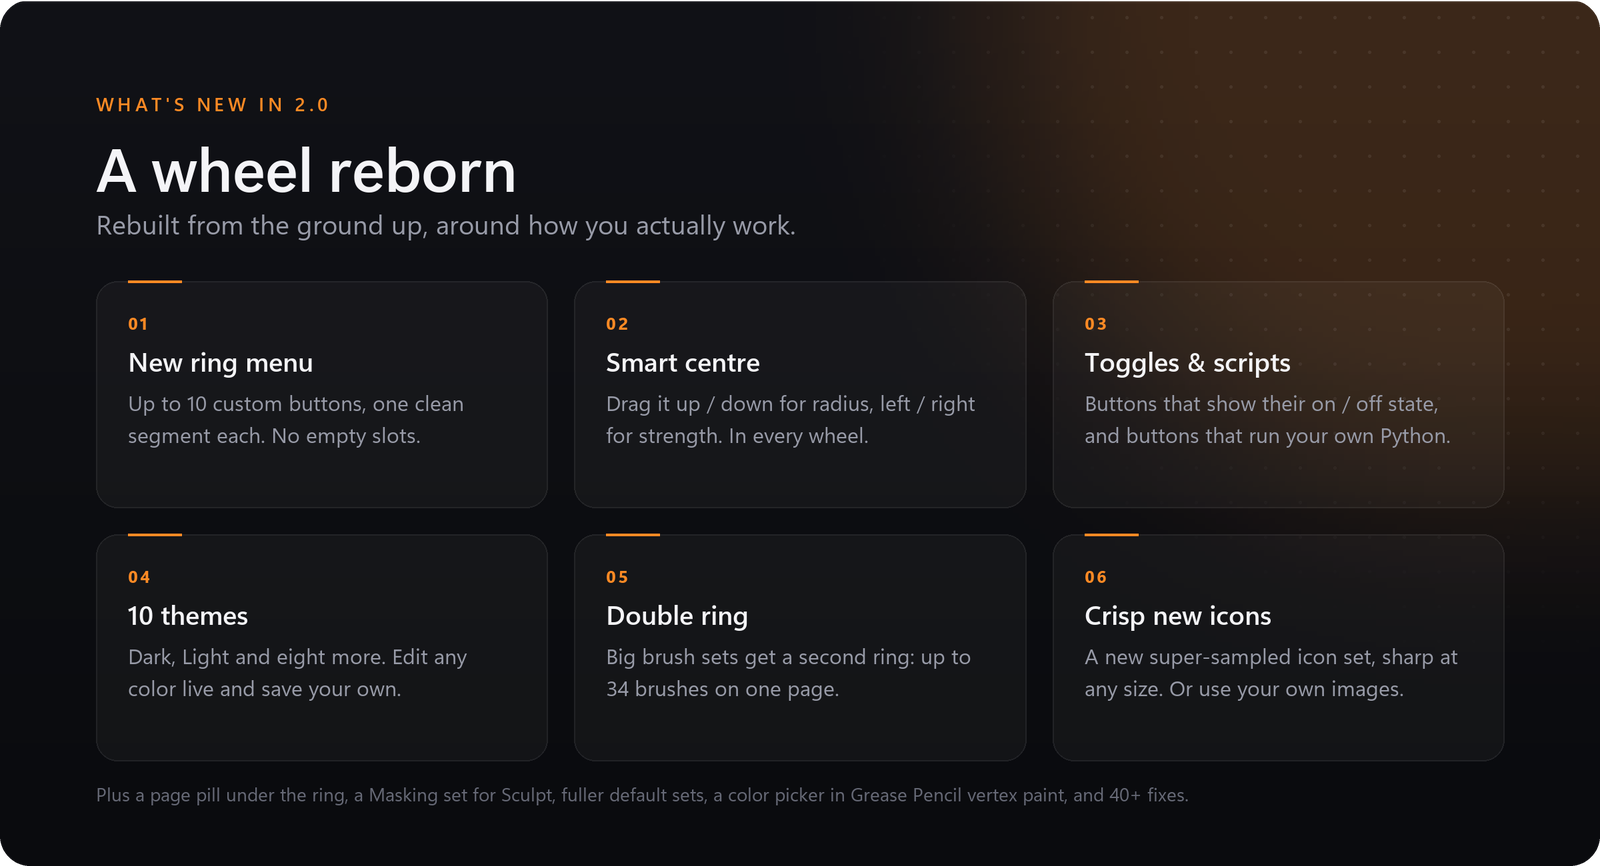 WHAT'S NEW IN 2.0
A wheel reborn
Rebuilt from the ground up, around how you actually work.
01
New ring menu
Up to 10 custom buttons, one clean
segment each. No empty slots.
02
Smart centre
Drag it up / down for radius, left / right
for strength. In every wheel.
03
Toggles & scripts
Buttons that show their on / off state,
and buttons that run your own Python.
04
10 themes
Dark, Light and eight more. Edit any
color live and save your own.
05
Double ring
Big brush sets get a second ring: up to
34 brushes on one page.
06
Crisp new icons
A new super-sampled icon set, sharp at
any size. Or use your own images.
Plus a page pill under the ring, a Masking set for Sculpt, fuller default sets, a color picker in Grease Pencil vertex paint, and 40+ fixes.